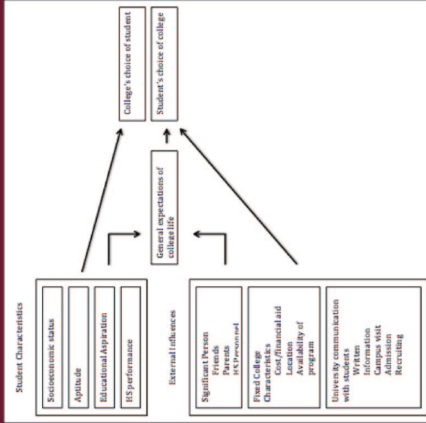 Student Characteristics
Socioeconomic status
Aptitude
Educational Aspiration
HS performance
External Influences
Significant Person
Friends
Parents
HS Personnel
Fixed College
Characteristics
Cost/financial aid
Location
Availability of
program
University communication
with students
Written
Information
Campus visit
Admission
Recruiting
General expectations of
college life
College's choice of student
Student's choice of college